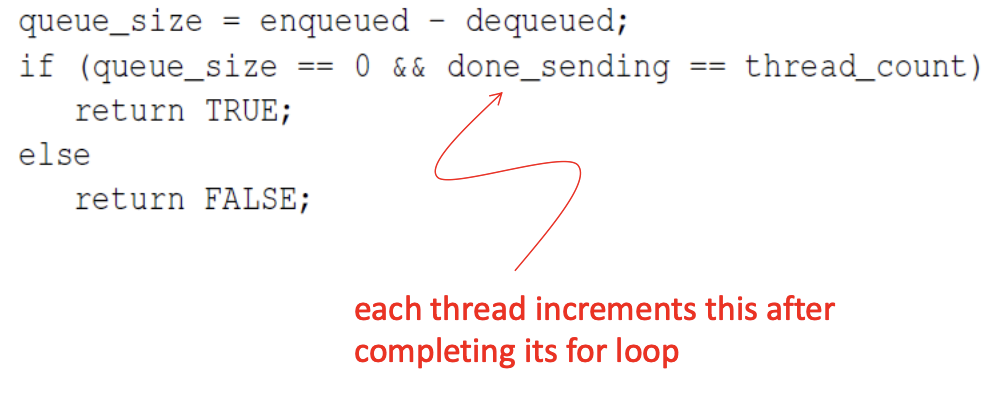 queue_size = enqueued - dequeued;
if (queue_size == 0 && done_sending == thread_count)
   return TRUE;
else
   return FALSE;
each thread increments this after
completing its for loop